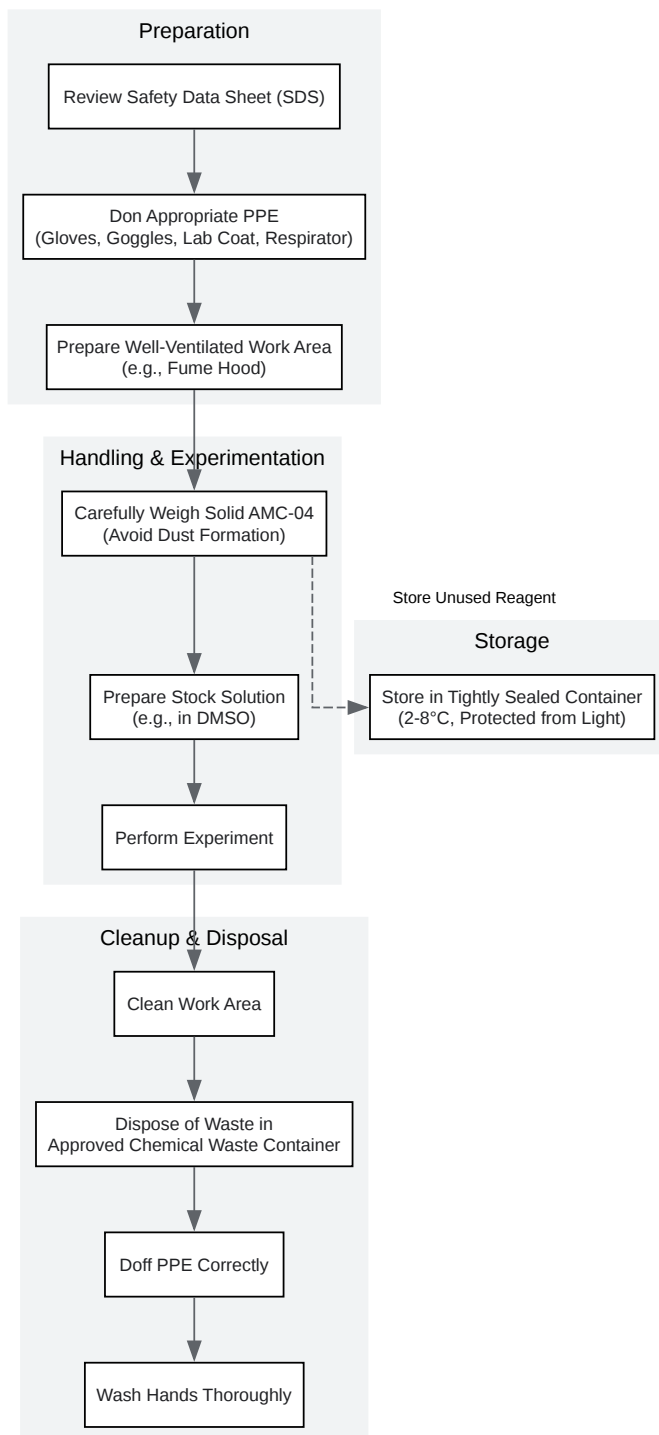 Preparation
Review Safety Data Sheet (SDS)
Don Appropriate PPE
(Gloves, Goggles, Lab Coat, Respirator)
Prepare Well-Ventilated Work Area
(e.g., Fume Hood)
Handling & Experimentation
Carefully Weigh Solid AMC-04
(Avoid Dust Formation)
Store Unused Reagent
Storage
Store in Tightly Sealed Container
(2-8°C, Protected from Light)
Prepare Stock Solution
(e.g., in DMSO)
Perform Experiment
Cleanup & Disposal
Clean Work Area
Dispose of Waste in
Approved Chemical Waste Container
Doff PPE Correctly
Wash Hands Thoroughly